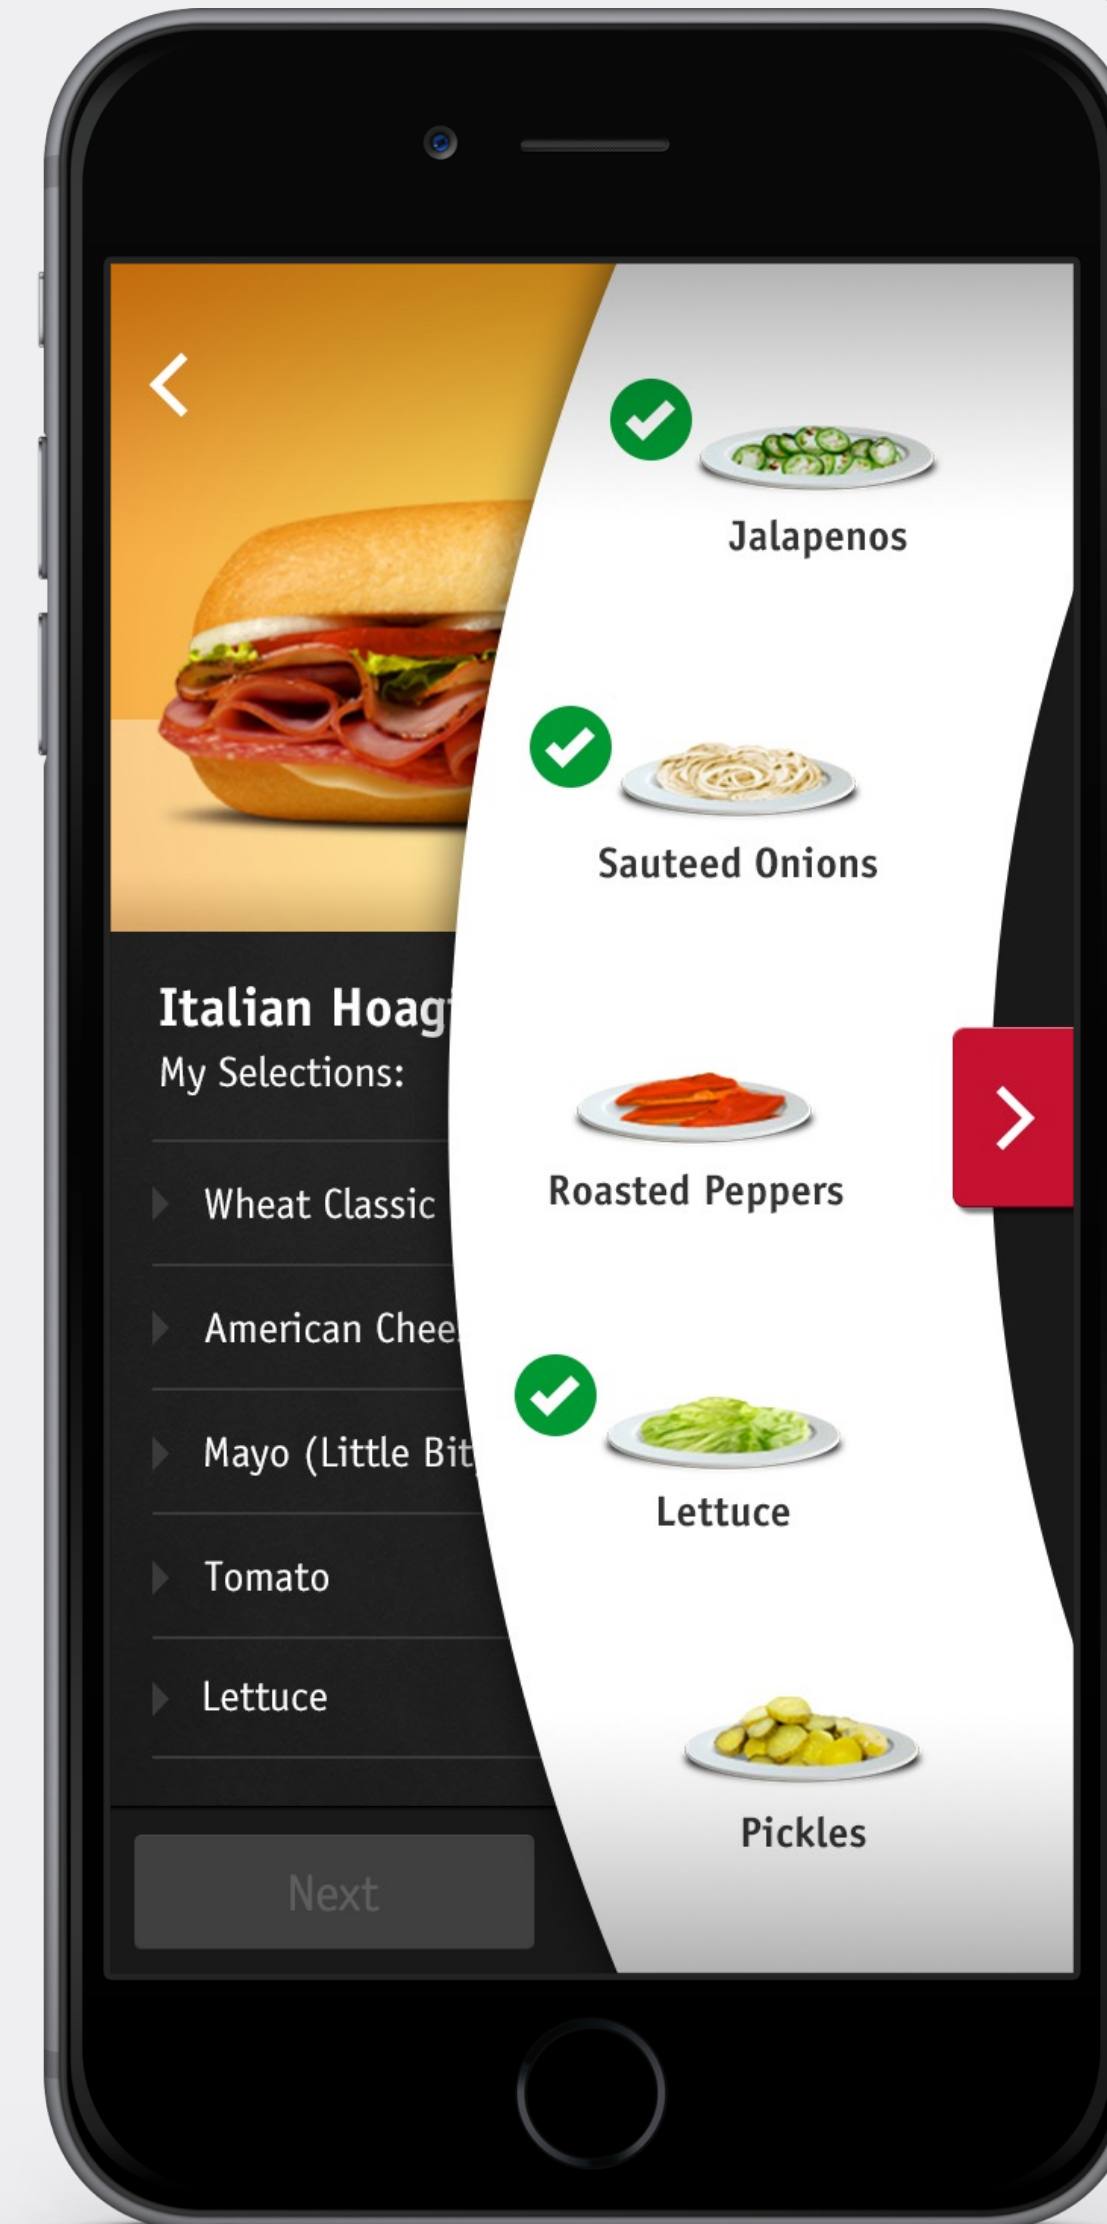 Jalapenos
Sauteed Onions
Roasted Peppers
Lettuce
Pickles
Italian Hoag
My Selections:
Wheat Classic
American Chee
Mayo (Little Bit
Tomato
Lettuce
Next